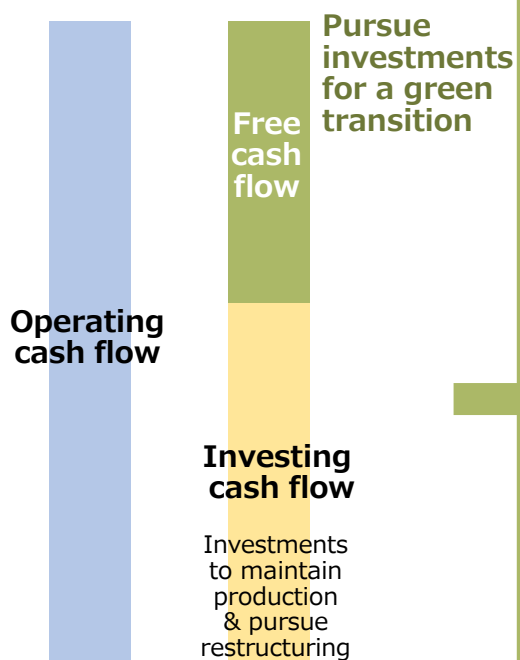 Operating
cash flow
Free
cash
flow
Pursue
investments
for a green
transition
Investing
cash flow
Investments
to maintain
production
& pursue
restructuring